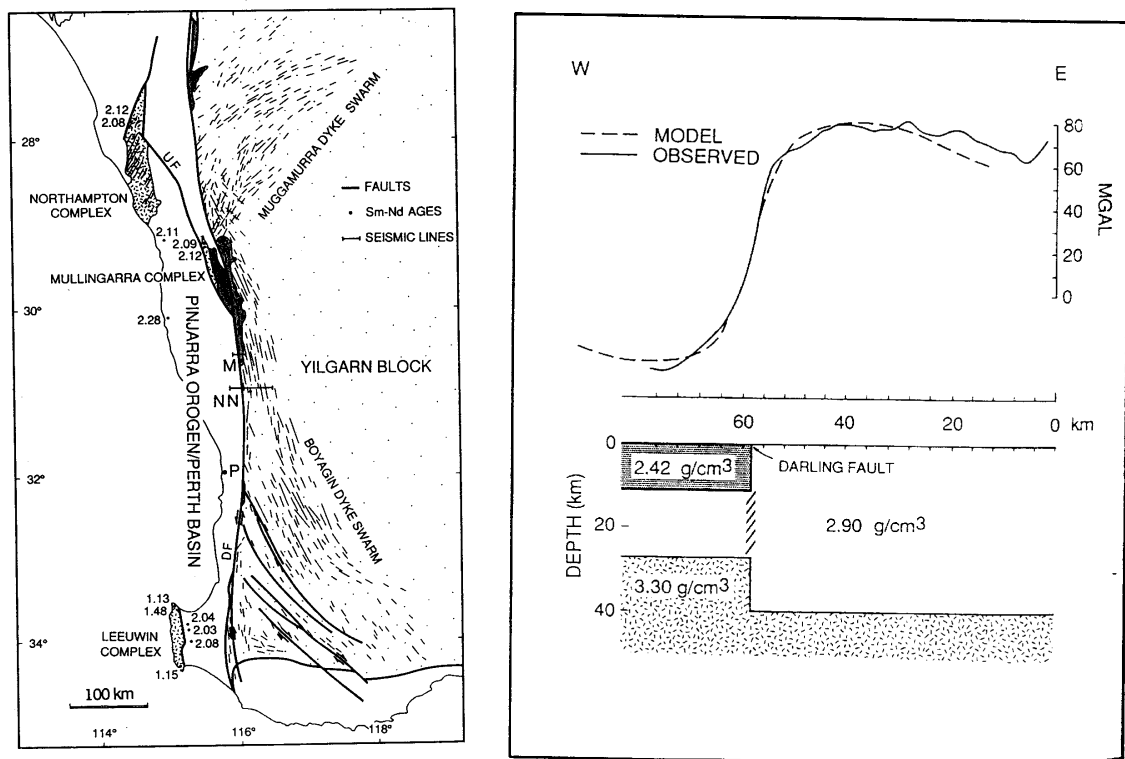 2.12
2.08
28°
UF
MUGGAMURRA DYKE SWARM
FAULTS
Sm-Nd AGES
SEISMIC LINES
NORTHAMPTON
COMPLEX
2.11
2.09
2.12
MULLINGARRA COMPLEX
30°
2.28
PINJARRA OROGEN/PERTH BASIN
M
YILGARN BLOCK
NN
BOYAGIN DYKE SWARM
32°
P
DF
1.13
1.48
2.04
2.03
2.08
34°
LEEUWIN
COMPLEX
1.15
100 km
114°
116°
118°
W
E
MODEL
OBSERVED
80
60
40
20
0
MGAL
60
40
20
0 km
0
2.42 g/cm3
DARLING FAULT
DEPTH (km)
20
2.90 g/cm3
3.30 g/cm3
40